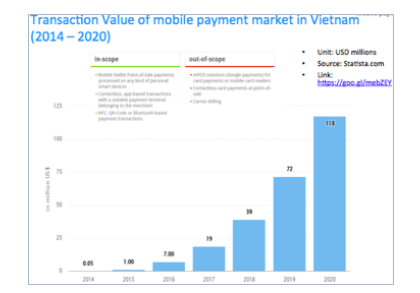 Transaction Value of mobile payment market in Vietnam
(2014 – 2020)
in-scope
• Mobile Wallet Point of Sale payments
processed on any kind of personal
smart devices
• Contactless, app-based transactions
with a suitable payment terminal
belonging to the merchant
• NFC, QR-Code or Bluetooth-based
payment transactions
out-of-scope
• mPOS solutions (dongle payments) for
card payments or mobile card readers
• Contactless card payments at point-of-
sale
• Carrier-billing
• Unit: USD millions
• Source: Statista.com
• Link:
https://goo.gl/mebZEY
in million US$
125
100
75
50
25
0
0.05
1.00
7.00
19
39
72
118
2014
2015
2016
2017
2018
2019
2020